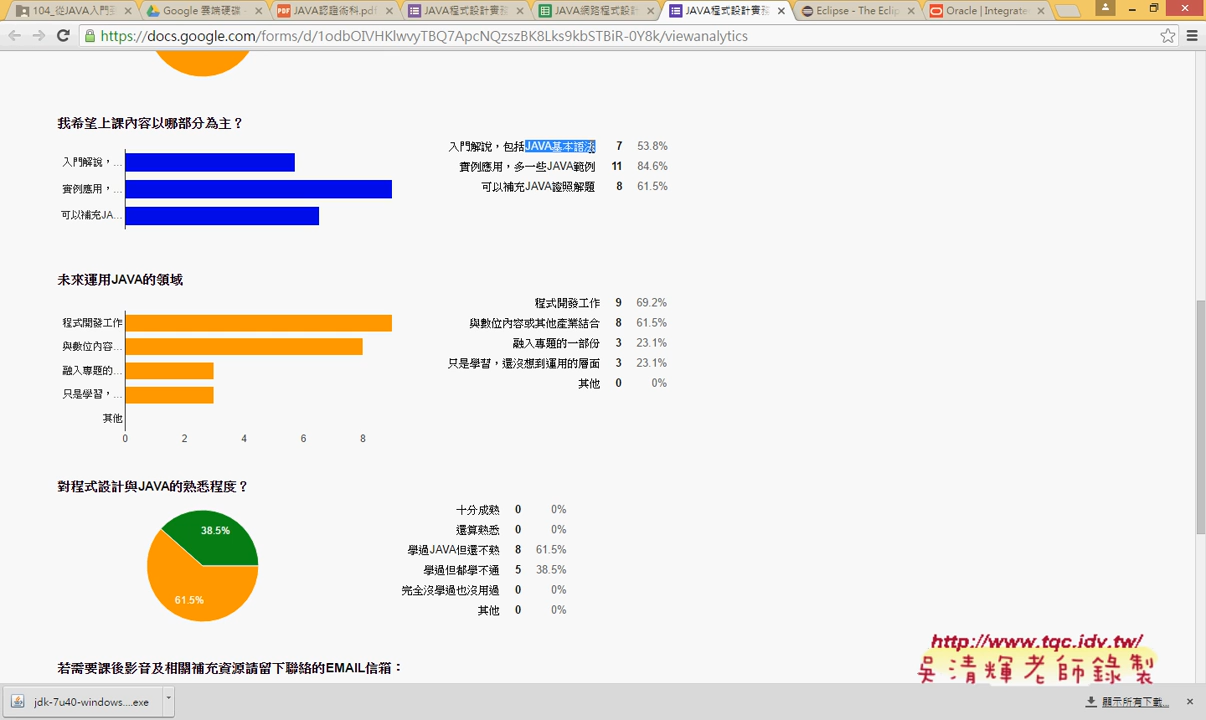 104_從JAVA入門到
Google 雲端硬碟 -
JAVA認證術科.pdf
JAVA程式設計實務
JAVA網路程式設計
JAVA程式設計實務
Eclipse - The Eclip
Oracle | Integrate
https://docs.google.com/forms/d/1odbOIVHKlwvyTBQ7ApcNQzszBK8Lks9kbSTBiR-0Y8k/viewanalytics
我希望上課內容以哪部分為主？
入門解說，...
實例應用，...
可以補充JA...
入門解說，包括JAVA基本語法 7 53.8%
實例應用，多一些JAVA範例 11 84.6%
可以補充JAVA證照解題 8 61.5%
未來運用JAVA的領域
程式開發工作
與數位內容...
融入專題的...
只是學習，...
其他
0 2 4 6 8
程式開發工作 9 69.2%
與數位內容或其他產業結合 8 61.5%
融入專題的一部份 3 23.1%
只是學習，還沒想到運用的層面 3 23.1%
其他 0 0%
對程式設計與JAVA的熟悉程度？
38.5%
61.5%
十分成熟 0 0%
還算熟悉 0 0%
學過JAVA但還不熟 8 61.5%
學過但都學不通 5 38.5%
完全沒學過也沒用過 0 0%
其他 0 0%
若需要課後影音及相關補充資源請留下聯絡的EMAIL信箱：
http://www.tqc.idv.tw/
吳清輝老師錄製
jdk-7u40-windows....exe
顯示所有下載...